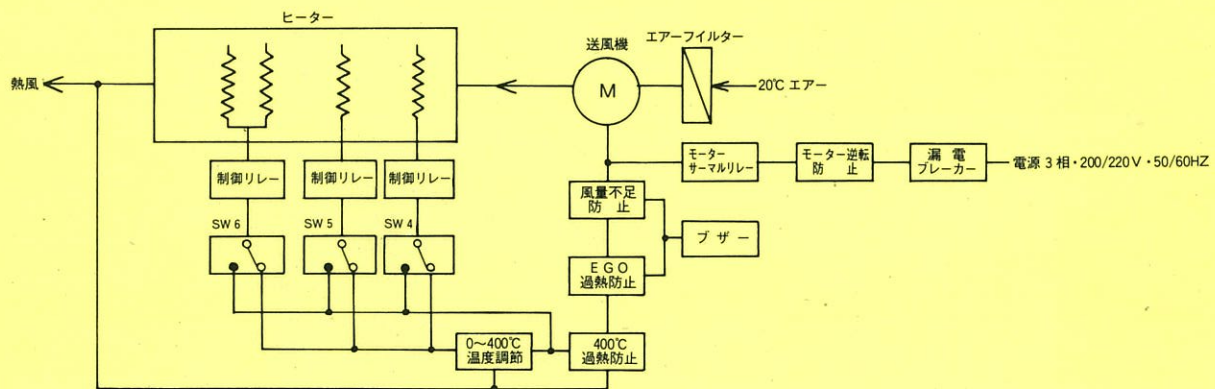 ヒーター
熱風
送風機
M
エアーフイルター
20℃ エアー
モーター
サーマルリレー
モーター逆転
防止
漏電
ブレーカー
電源 3 相・200/220V・50/60HZ
制御リレー
制御リレー
制御リレー
風量不足
防止
ブザー
SW 6
SW 5
SW 4
EGO
過熱防止
0〜400℃
温度調節
400℃
過熱防止